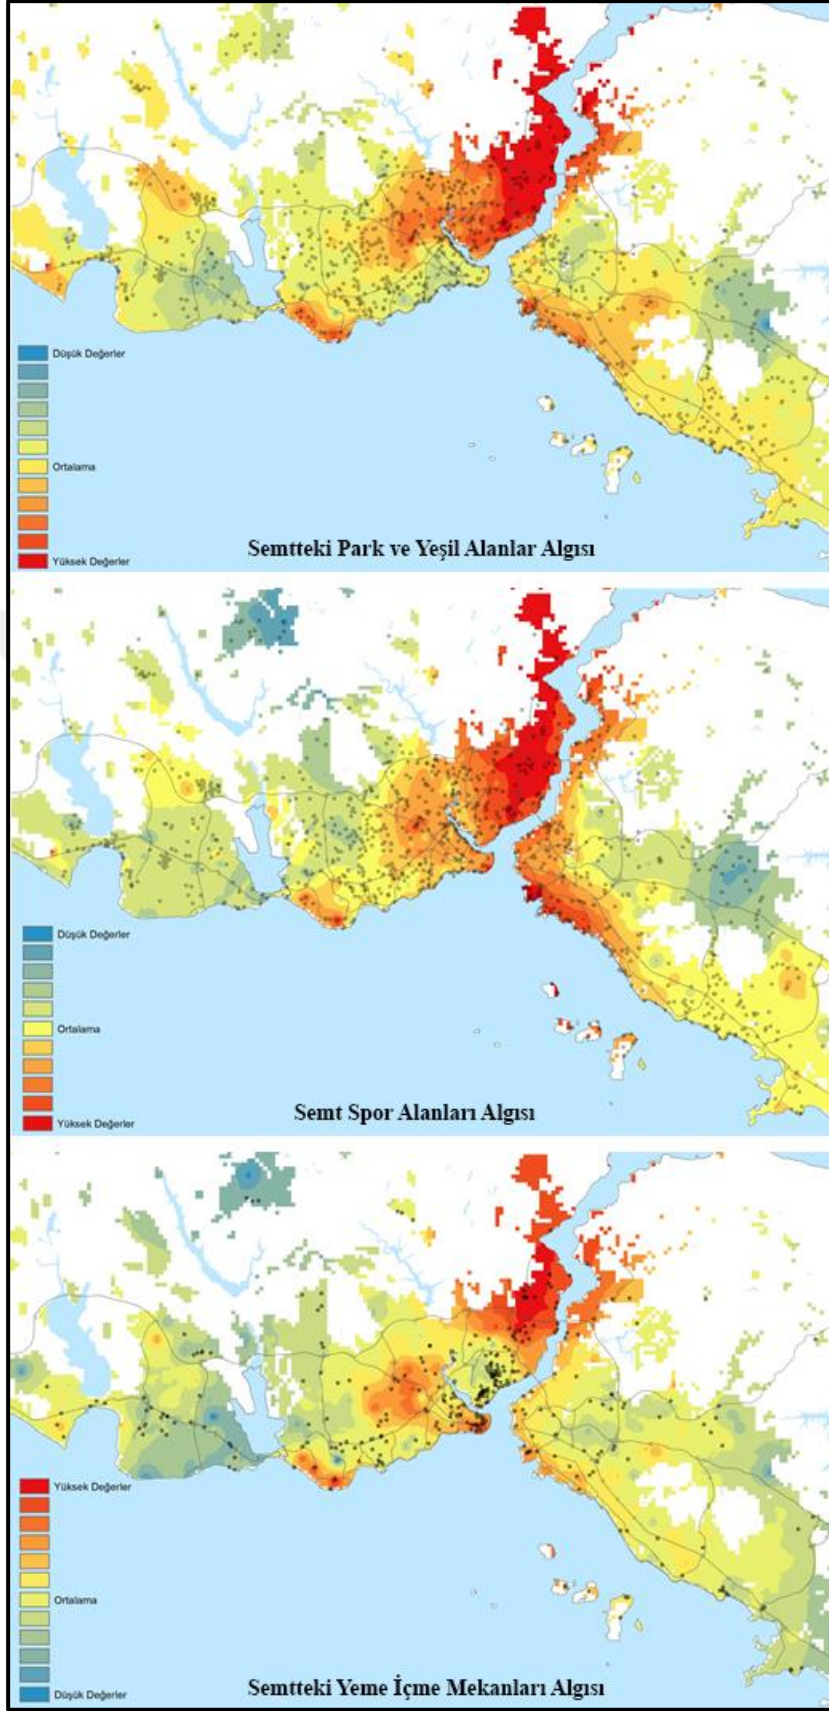 Düşük Değerler
Ortalama
Yüksek Değerler
Semtteki Park ve Yeşil Alanlar Algısı
Düşük Değerler
Ortalama
Yüksek Değerler
Semt Spor Alanları Algısı
Yüksek Değerler
Ortalama
Düşük Değerler
Semtteki Yeme İçme Mekanları Algısı